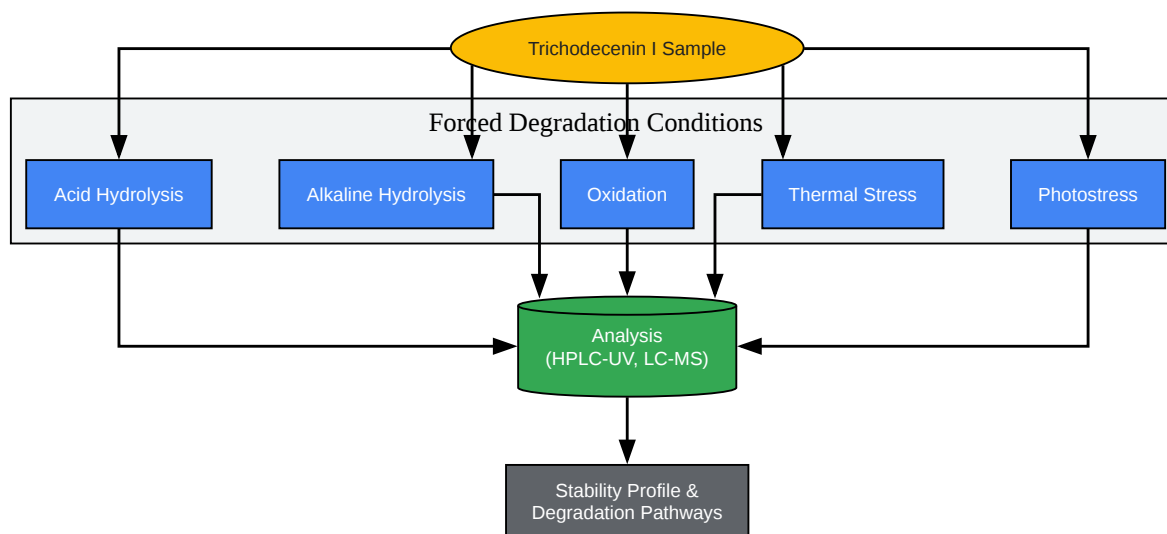 Trichodecenin I Sample
Forced Degradation Conditions
Acid Hydrolysis
Alkaline Hydrolysis
Oxidation
Thermal Stress
Photostress
Analysis
(HPLC-UV, LC-MS)
Stability Profile &
Degradation Pathways